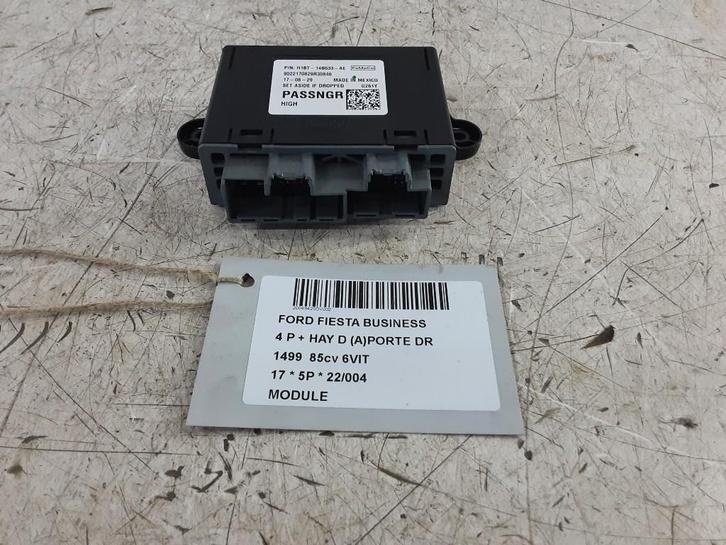 P/N. H1BT-14B533-AE FoMoCo
17-08-29 MADE IN MEXICO
SET ASIDE IF DROPPED
PASSNGR
HIGH
FORD FIESTA BUSINESS
4 P + HAY D (A)PORTE DR
1499 85cv 6VIT
17 * 5P * 22/004
MODULE